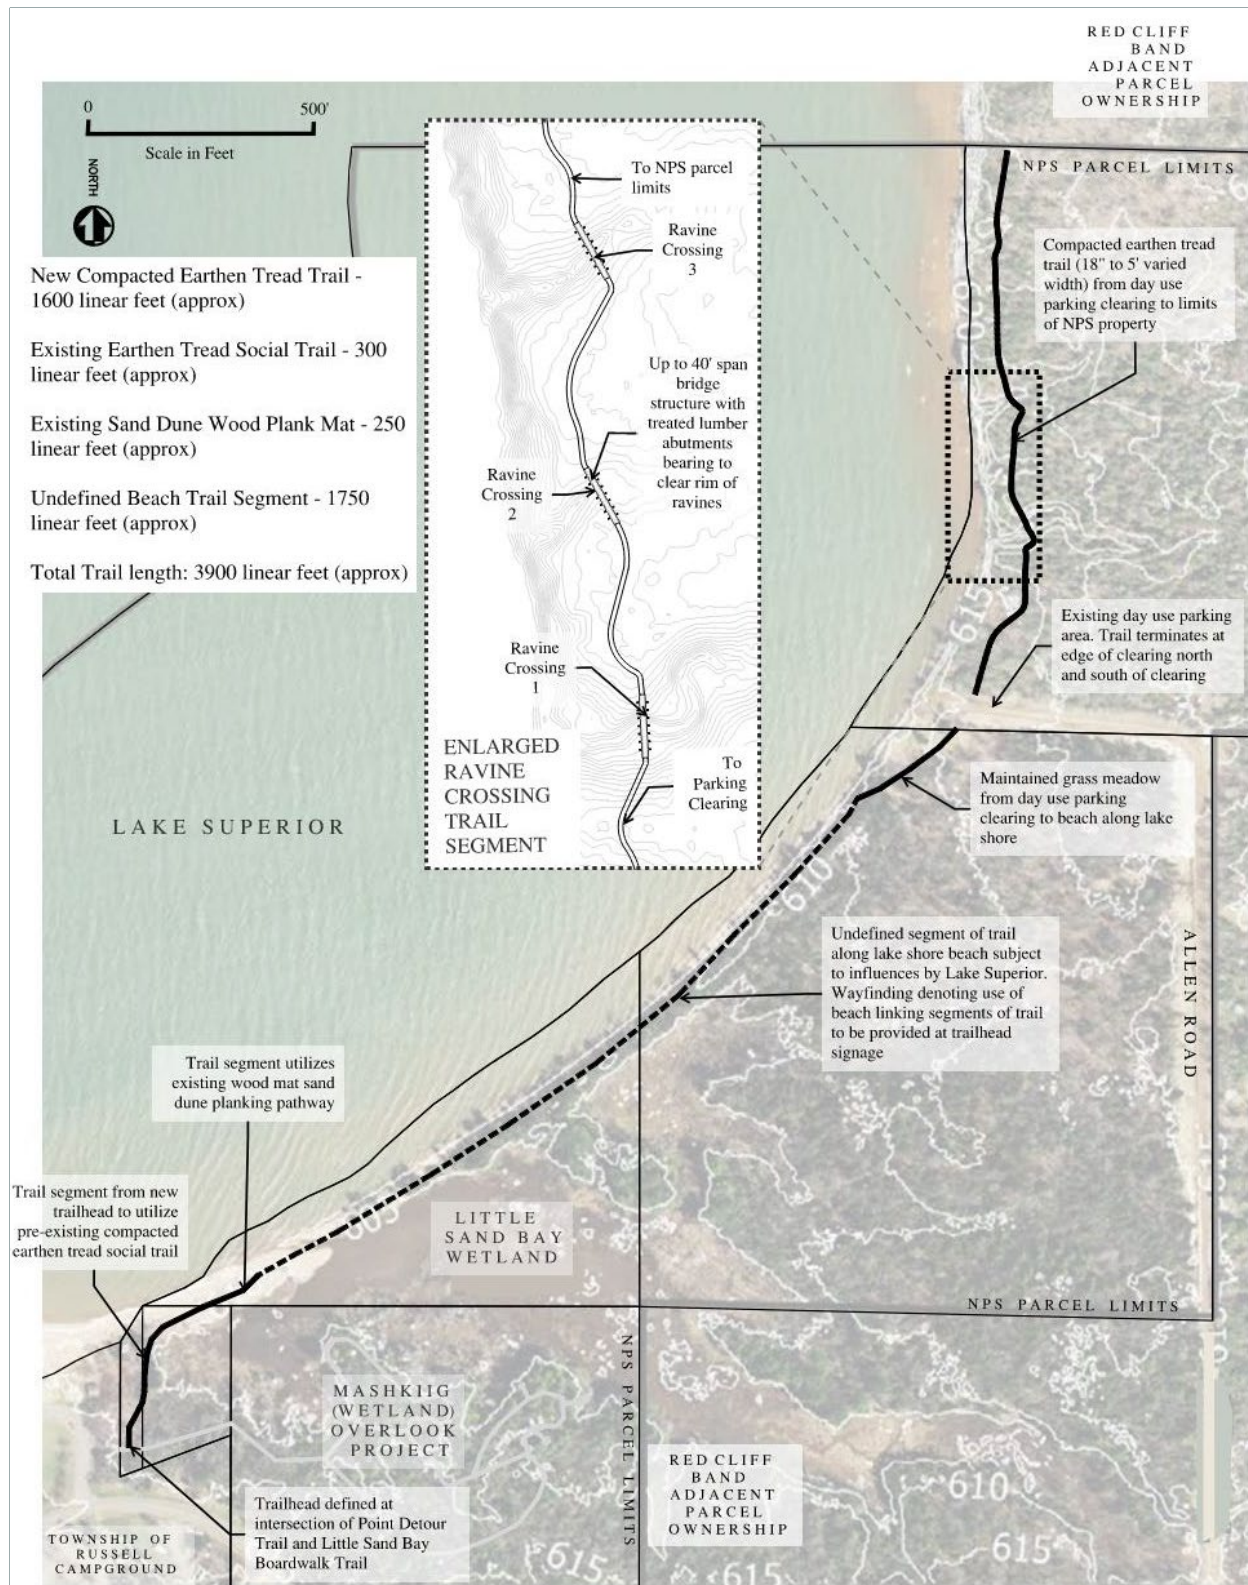 RED CLIFF
BAND
ADJACENT
PARCEL
OWNERSHIP
0
500'
Scale in Feet
NORTH
To NPS parcel
limits
NPS PARCEL LIMITS
Ravine
Crossing
3
Compacted earthen tread
trail (18" to 5' varied
width) from day use
parking clearing to limits
of NPS property
New Compacted Earthen Tread Trail -
1600 linear feet (approx)
Existing Earthen Tread Social Trail - 300
linear feet (approx)
Existing Sand Dune Wood Plank Mat - 250
linear feet (approx)
Undefined Beach Trail Segment - 1750
linear feet (approx)
Total Trail length: 3900 linear feet (approx)
620
Up to 40' span
bridge
structure with
treated lumber
abutments
bearing to
clear rim of
ravines
Ravine
Crossing
2
615
Existing day use parking
area. Trail terminates at
edge of clearing north
and south of clearing
Ravine
Crossing
1
ENLARGED
RAVINE
CROSSING
TRAIL
SEGMENT
To
Parking
Clearing
LAKE SUPERIOR
Maintained grass meadow
from day use parking
clearing to beach along lake
shore
610
Undefined segment of trail
along lake shore beach subject
to influences by Lake Superior.
Wayfinding denoting use of
beach linking segments of trail
to be provided at trailhead
signage
ALLEN ROAD
Trail segment utilizes
existing wood mat sand
dune planking pathway
Trail segment from new
trailhead to utilize
pre-existing compacted
earthen tread social trail
605
LITTLE
SAND BAY
WETLAND
NPS PARCEL LIMITS
NPS PARCEL LIMITS
MASHKIIG
(WETLAND)
OVERLOOK
PROJECT
RED CLIFF
BAND
ADJACENT
PARCEL
OWNERSHIP
610
Trailhead defined at
intersection of Point Detour
Trail and Little Sand Bay
Boardwalk Trail
TOWNSHIP OF
RUSSELL
CAMPGROUND
615
615